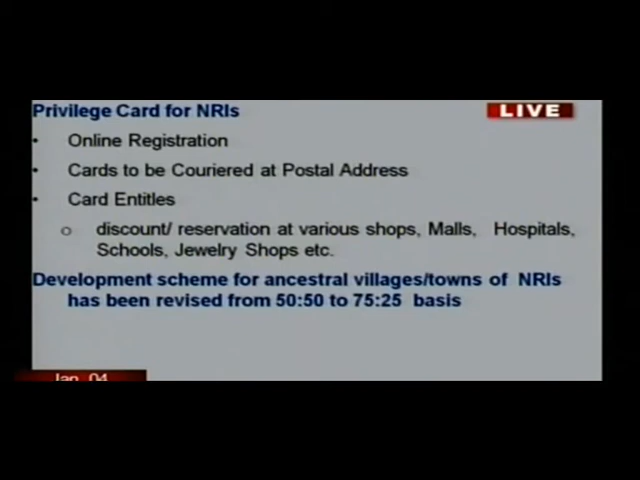 Privilege Card for NRIs
LIVE
• Online Registration
• Cards to be Couriered at Postal Address
• Card Entitles
o discount/ reservation at various shops, Malls, Hospitals,
Schools, Jewelry Shops etc.
Development scheme for ancestral villages/towns of NRIs
has been revised from 50:50 to 75:25 basis
Jan 04